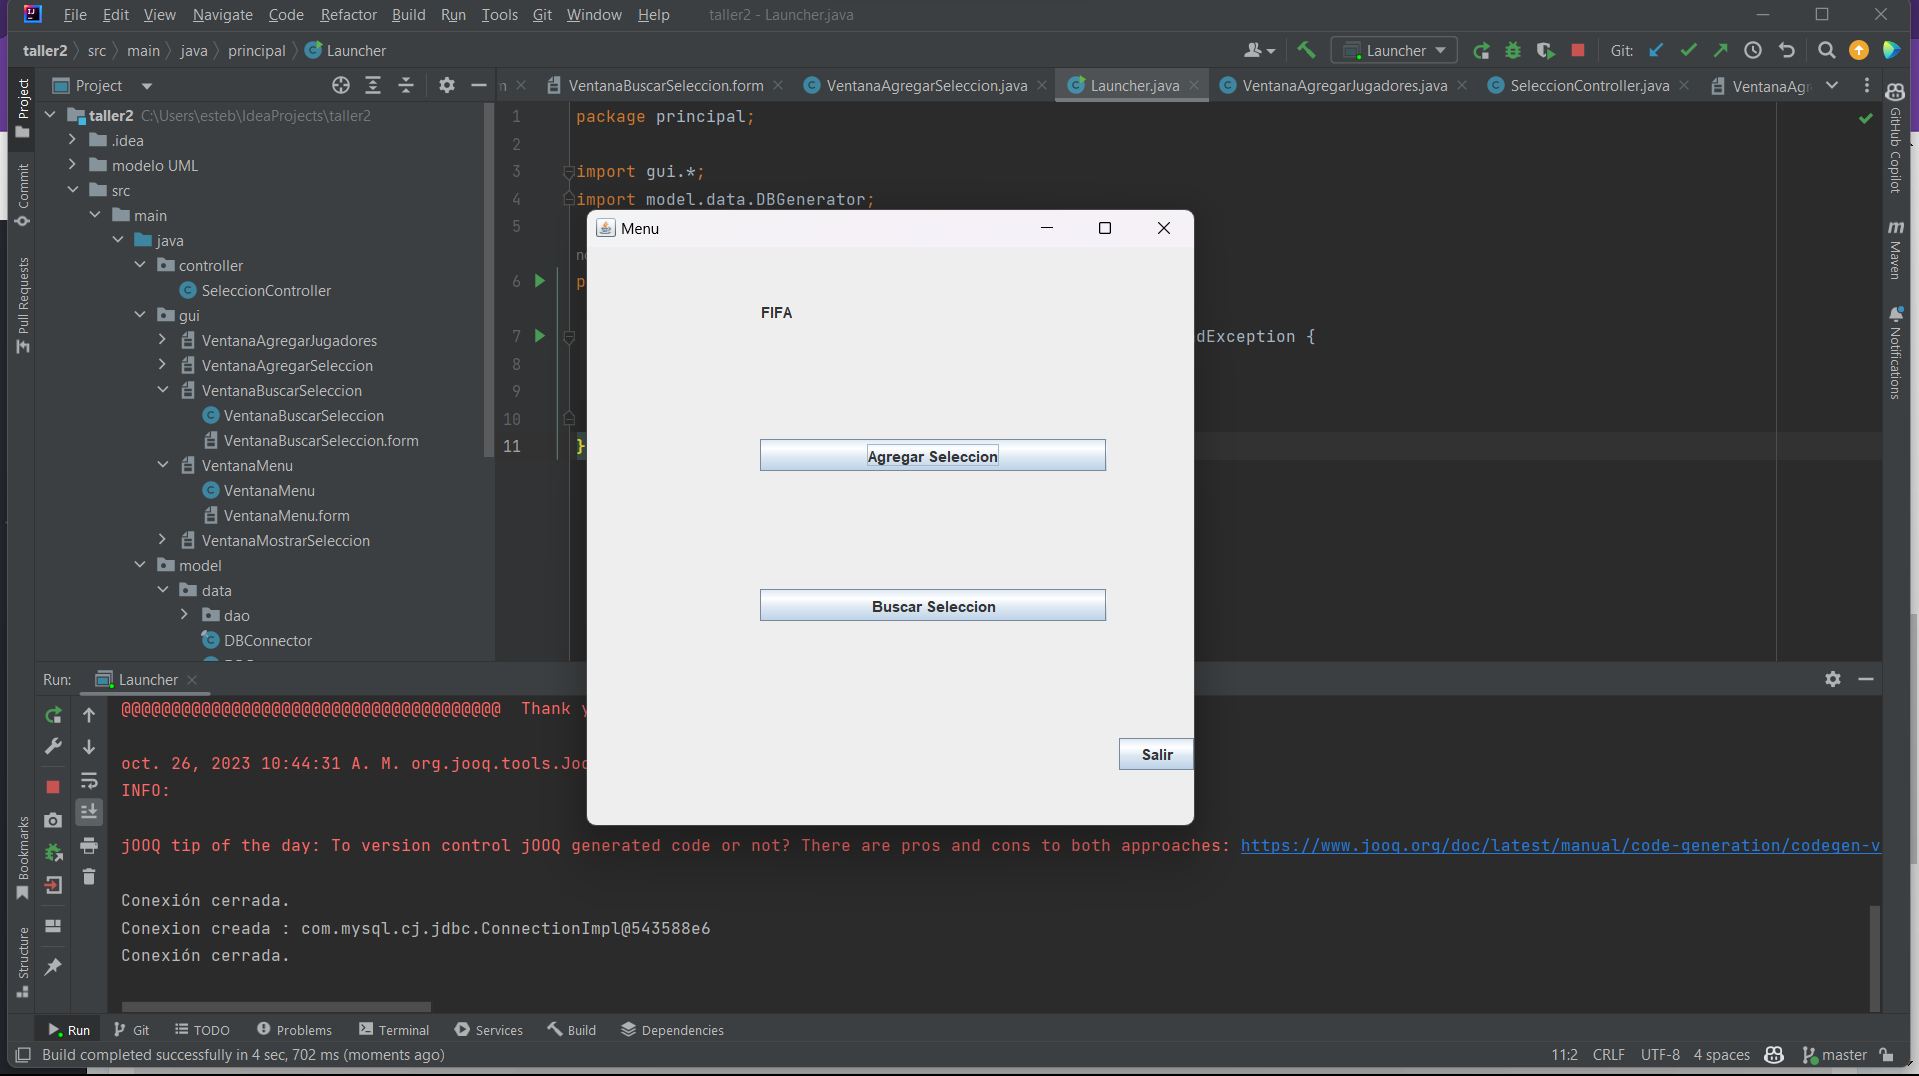 File Edit View Navigate Code Refactor Build Run Tools Git Window Help taller2 - Launcher.java
taller2 src main java principal Launcher
Launcher Git:
Project
VentanaBuscarSeleccion.form VentanaAgregarSeleccion.java Launcher.java VentanaAgregarJugadores.java SeleccionController.java
taller2 C:\Users\esteb\IdeaProjects\taller2
.idea
modelo UML
src
main
java
controller
SeleccionController
gui
VentanaAgregarJugadores
VentanaAgregarSeleccion
VentanaBuscarSeleccion
VentanaBuscarSeleccion
VentanaBuscarSeleccion.form
VentanaMenu
VentanaMenu
VentanaMenu.form
VentanaMostrarSeleccion
model
data
dao
DBConnector
Project
Commit
Pull Requests
Bookmarks
Structure
1 package principal;
2
3 import gui.*;
4 import model.data.DBGenerator;
5
6 p
7 dException {
8
9
10
11 }
GitHub Copilot
Maven
Notifications
Menu
FIFA
Agregar Seleccion
Buscar Seleccion
Salir
Run: Launcher
@@@@@@@@@@@@@@@@@@@@@@@@@@@@@@@@@@@@@@ Thank y
oct. 26, 2023 10:44:31 A. M. org.jooq.tools.Joo
INFO:
jOOQ tip of the day: To version control jOOQ generated code or not? There are pros and cons to both approaches: https://www.jooq.org/doc/latest/manual/code-generation/codegen-v
Conexión cerrada.
Conexion creada : com.mysql.cj.jdbc.ConnectionImpl@543588e6
Conexión cerrada.
Run Git TODO Problems Terminal Services Build Dependencies
Build completed successfully in 4 sec, 702 ms (moments ago)
11:2 CRLF UTF-8 4 spaces master